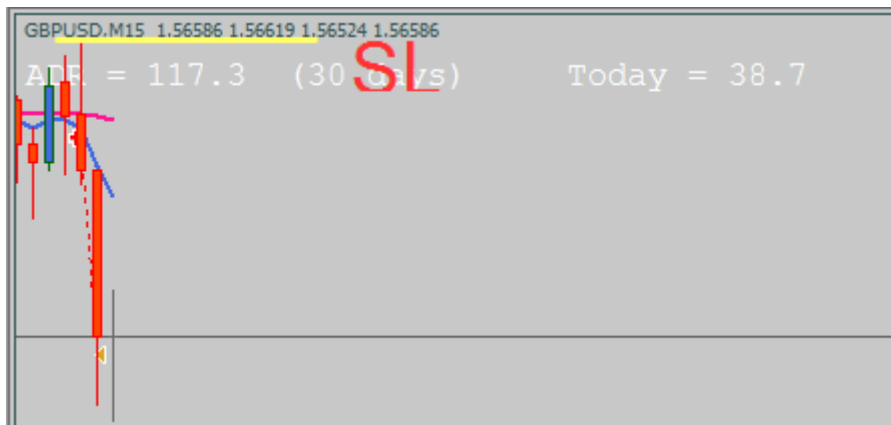 GBPUSD.M15 1.56586 1.56619 1.56524 1.56586
SL
ADR = 117.3 (30 days) Today = 38.7